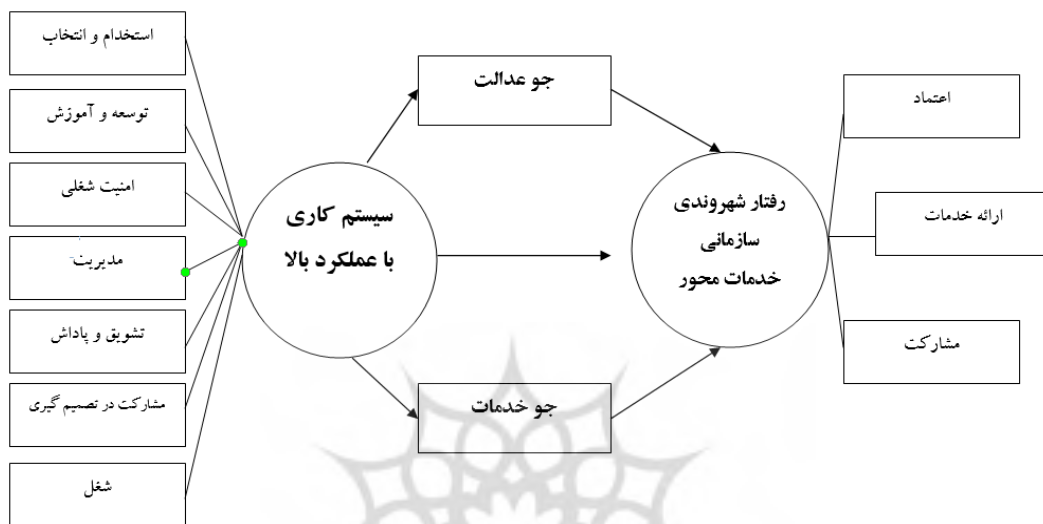 استخدام و انتخاب
توسعه و آموزش
امنیت شغلی
مدیریت
تشویق و پاداش
مشارکت در تصمیم گیری
شغل
سیستم کاری
با عملکرد بالا
جو عدالت
جو خدمات
رفتار شهروندی
سازمانی
خدمات محور
اعتماد
ارائه خدمات
مشارکت